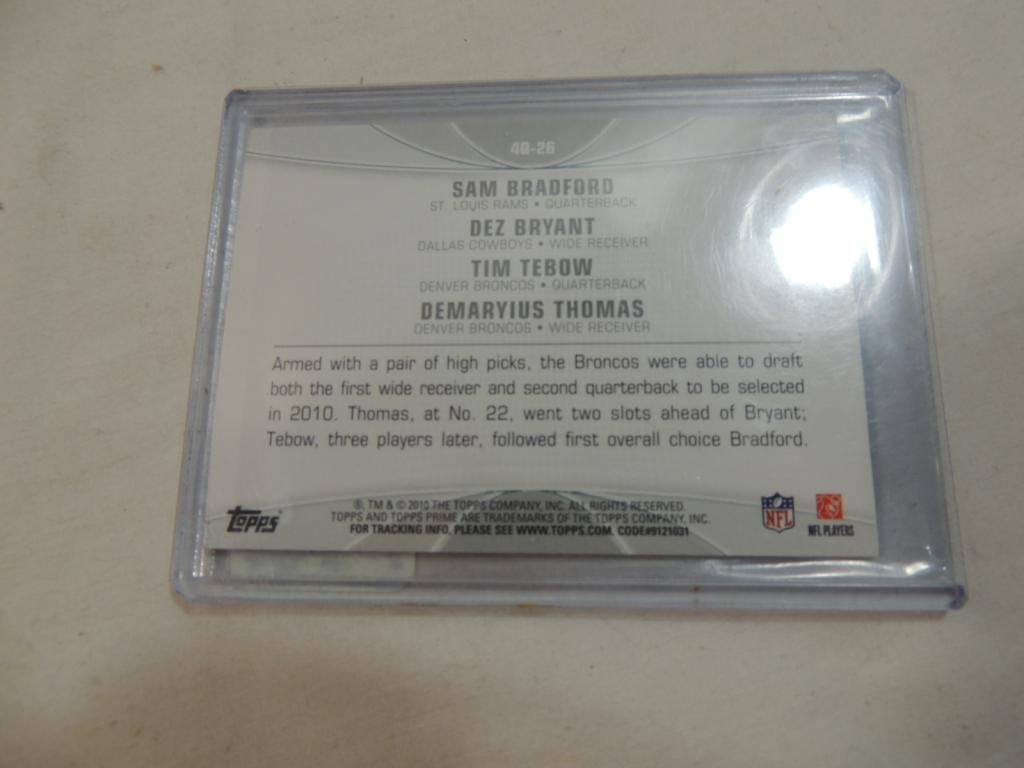 4Q-26
SAM BRADFORD
ST. LOUIS RAMS • QUARTERBACK
DEZ BRYANT
DALLAS COWBOYS • WIDE RECEIVER
TIM TEBOW
DENVER BRONCOS • QUARTERBACK
DEMARYIUS THOMAS
DENVER BRONCOS • WIDE RECEIVER
Armed with a pair of high picks, the Broncos were able to draft
both the first wide receiver and second quarterback to be selected
in 2010. Thomas, at No. 22, went two slots ahead of Bryant;
Tebow, three players later, followed first overall choice Bradford.
Topps
®, TM & © 2010 THE TOPPS COMPANY, INC. ALL RIGHTS RESERVED.
TOPPS AND TOPPS PRIME ARE TRADEMARKS OF THE TOPPS COMPANY, INC.
FOR TRACKING INFO. PLEASE SEE WWW.TOPPS.COM. CODE#9121031
NFL
NFL PLAYERS